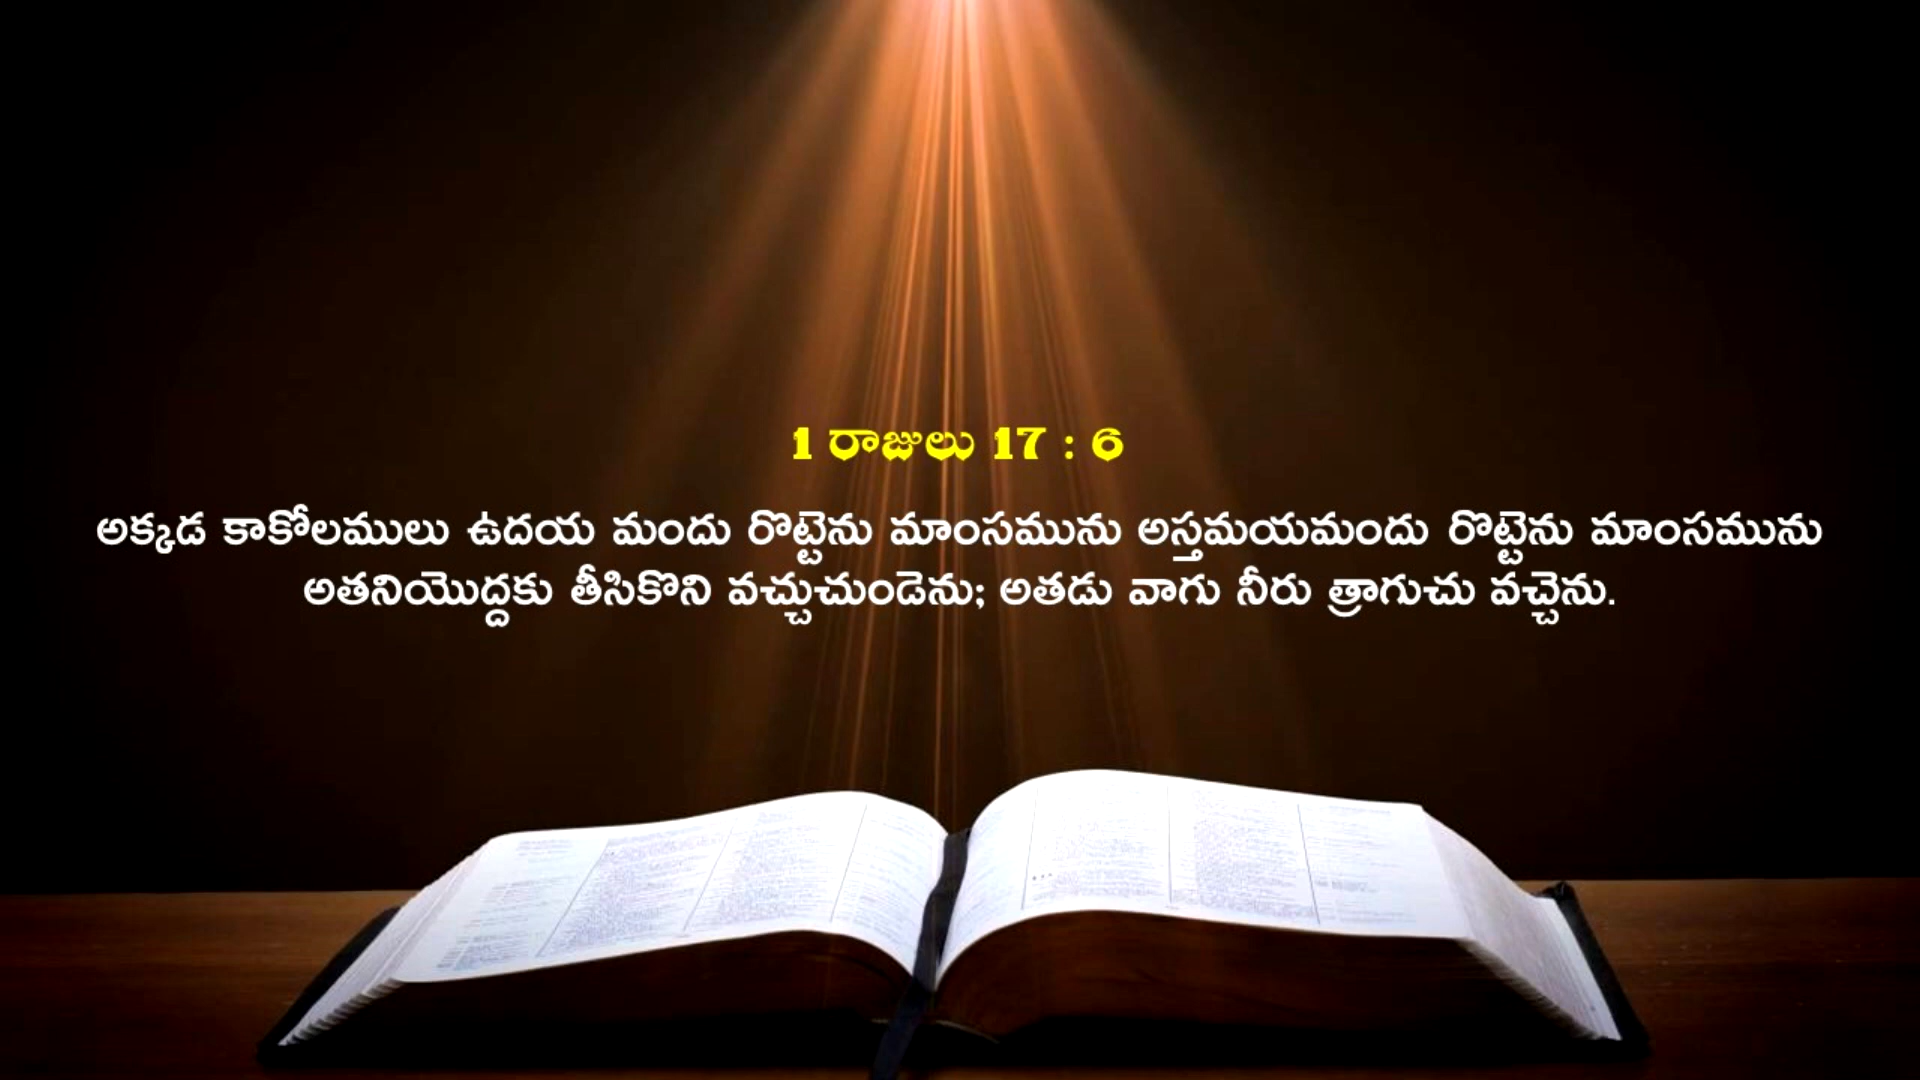 1 రాజులు 17 : 6
అక్కడ కాకోలములు ఉదయ మందు రొట్టెను మాంసమును అస్తమయమందు రొట్టెను మాంసమును
అతనియొద్దకు తీసికొని వచ్చుచుండెను; అతడు వాగు నీరు త్రాగుచు వచ్చెను.